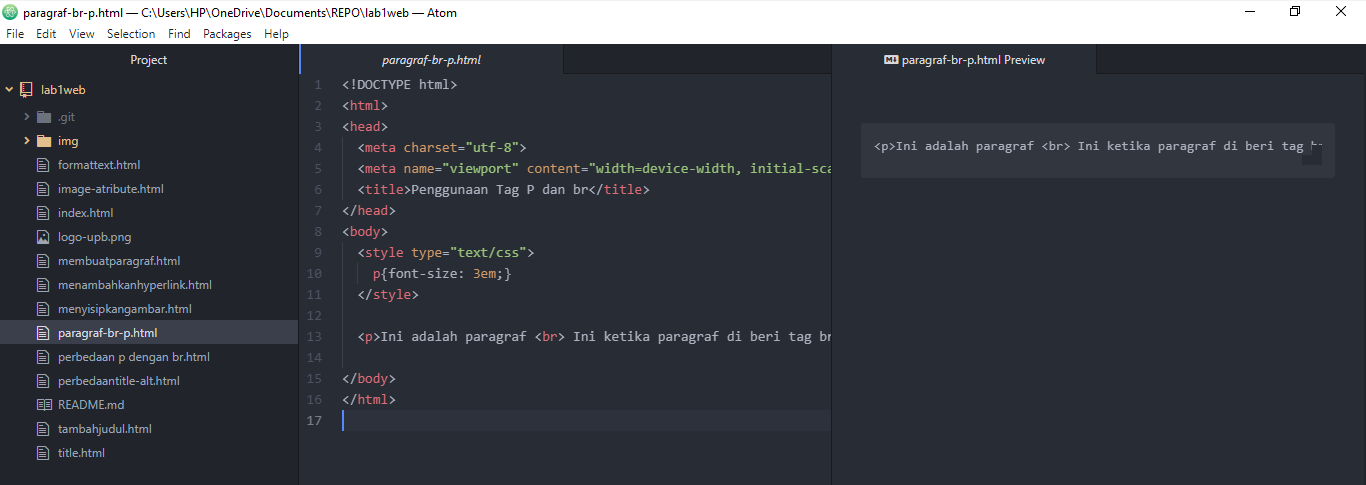 paragraf-br-p.html — C:\Users\HP\OneDrive\Documents\REPO\lab1web — Atom
File Edit View Selection Find Packages Help
Project
lab1web
.git
img
formattext.html
image-atribute.html
index.html
logo-upb.png
membuatparagraf.html
menambahkanhyperlink.html
menyisipkangambar.html
paragraf-br-p.html
perbedaan p dengan br.html
perbedaantitle-alt.html
README.md
tambahjudul.html
title.html
paragraf-br-p.html
1 <!DOCTYPE html>
2 <html>
3 <head>
4 <meta charset="utf-8">
5 <meta name="viewport" content="width=device-width, initial-sca
6 <title>Penggunaan Tag P dan br</title>
7 </head>
8 <body>
9 <style type="text/css">
10 p{font-size: 3em;}
11 </style>
12
13 <p>Ini adalah paragraf <br> Ini ketika paragraf di beri tag br
14
15 </body>
16 </html>
17
paragraf-br-p.html Preview
<p>Ini adalah paragraf <br> Ini ketika paragraf di beri tag